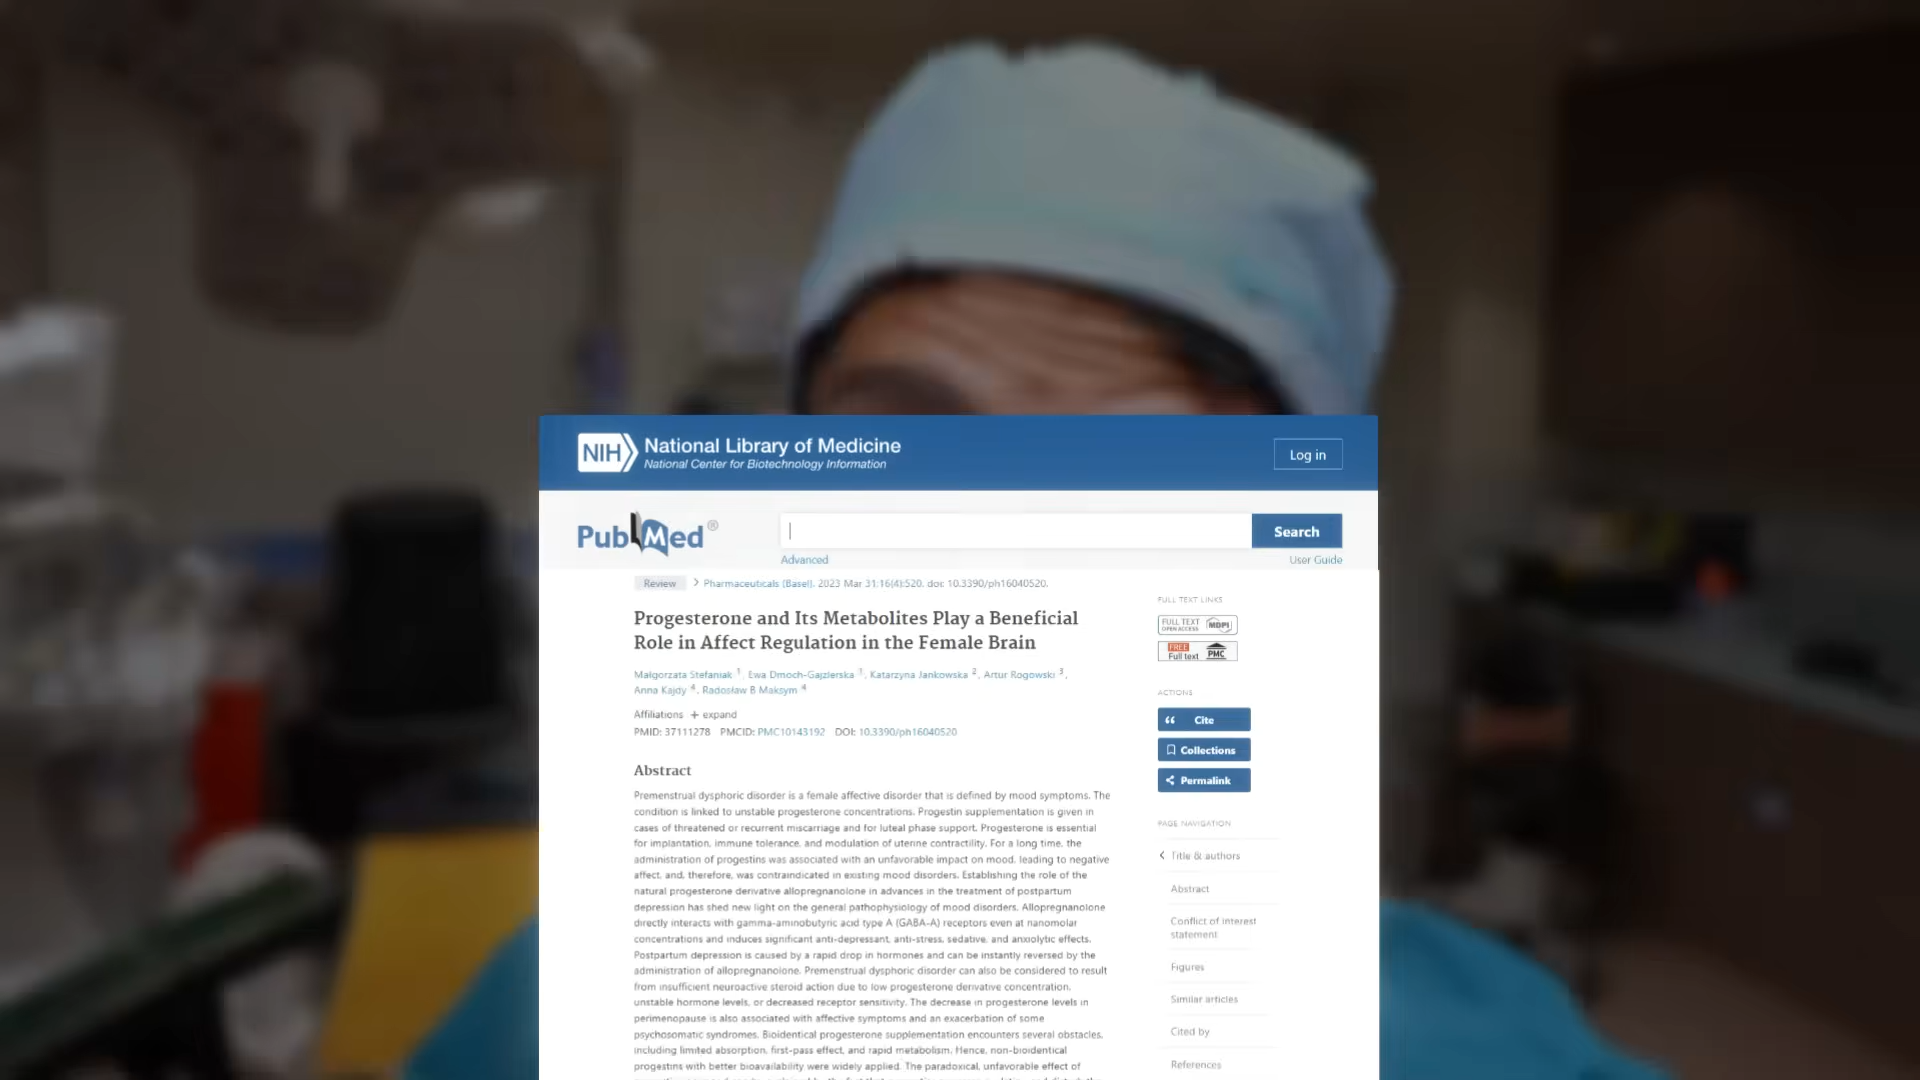 NIH National Library of Medicine
National Center for Biotechnology Information
Log in
PubMed®
Search
Advanced
User Guide
Review > Pharmaceuticals (Basel). 2023 Mar 31;16(4):520. doi: 10.3390/ph16040520.
Progesterone and Its Metabolites Play a Beneficial
Role in Affect Regulation in the Female Brain
Małgorzata Stefaniak 1, Ewa Dmoch-Gajzlerska 1, Katarzyna Jankowska 2, Artur Rogowski 3,
Anna Kajdy 4, Radosław B Maksym 4
Affiliations + expand
PMID: 37111278 PMCID: PMC10143192 DOI: 10.3390/ph16040520
Abstract
Premenstrual dysphoric disorder is a female affective disorder that is defined by mood symptoms. The
condition is linked to unstable progesterone concentrations. Progestin supplementation is given in
cases of threatened or recurrent miscarriage and for luteal phase support. Progesterone is essential
for implantation, immune tolerance, and modulation of uterine contractility. For a long time, the
administration of progestins was associated with an unfavorable impact on mood, leading to negative
affect, and, therefore, was contraindicated in existing mood disorders. Establishing the role of the
natural progesterone derivative allopregnanolone in advances in the treatment of postpartum
depression has shed new light on the general pathophysiology of mood disorders. Allopregnanolone
directly interacts with gamma-aminobutyric acid type A (GABA-A) receptors even at nanomolar
concentrations and induces significant anti-depressant, anti-stress, sedative, and anxiolytic effects.
Postpartum depression is caused by a rapid drop in hormones and can be instantly reversed by the
administration of allopregnanolone. Premenstrual dysphoric disorder can also be considered to result
from insufficient neuroactive steroid action due to low progesterone derivative concentration,
unstable hormone levels, or decreased receptor sensitivity. The decrease in progesterone levels in
perimenopause is also associated with affective symptoms and an exacerbation of some
psychosomatic syndromes. Bioidentical progesterone supplementation encounters several obstacles,
including limited absorption, first-pass effect, and rapid metabolism. Hence, non-bioidentical
progestins with better bioavailability were widely applied. The paradoxical, unfavorable effect of
FULL TEXT LINKS
FULL TEXT
OPEN ACCESS
MDPI
FREE
Full text
PMC
ACTIONS
Cite
Collections
Permalink
PAGE NAVIGATION
Title & authors
Abstract
Conflict of interest
statement
Figures
Similar articles
Cited by
References